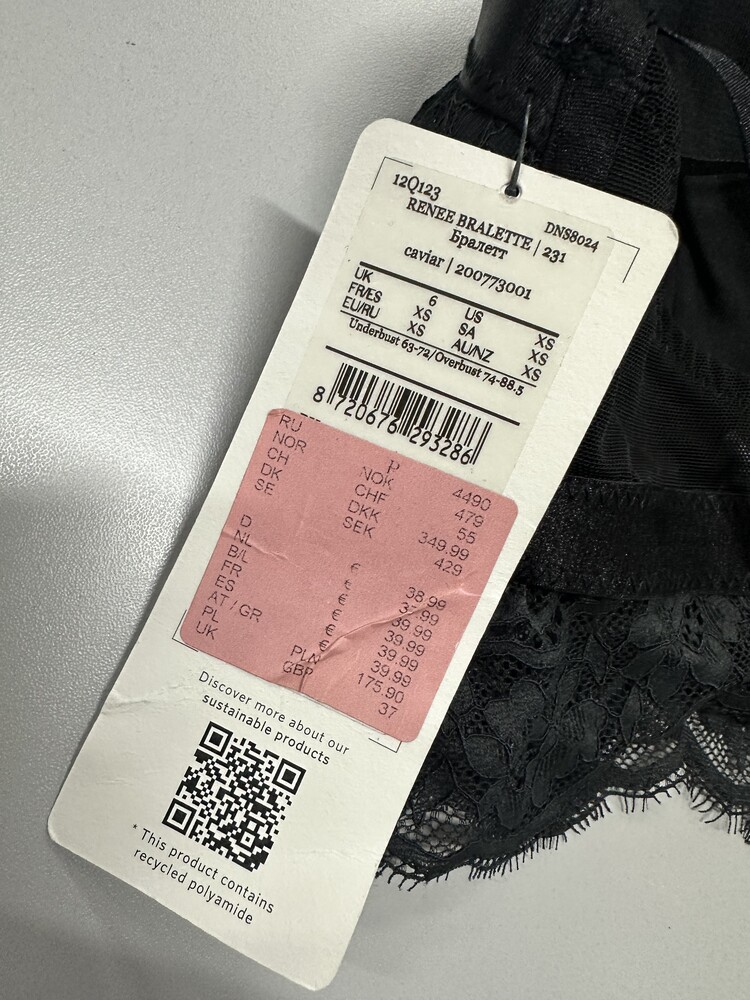 12Q123 DNS8024
RENEE BRALETTE | 231
Бралетт
caviar | 200773001
UK 6 US XS
FR/ES XS SA XS
EU/RU XS AU/NZ XS
Underbust 63-72/Overbust 74-88.5
8 720676 293286
RU P 4490
NOR NOK 479
CH CHF 55
DK DKK 349.99
SE SEK 429
D € 38.99
NL € 37.99
B/L € 39.99
FR € 39.99
ES € 39.99
AT / GR € 39.99
PL PLN 175.90
UK GBP 37
Discover more about our
sustainable products
* This product contains
recycled polyamide